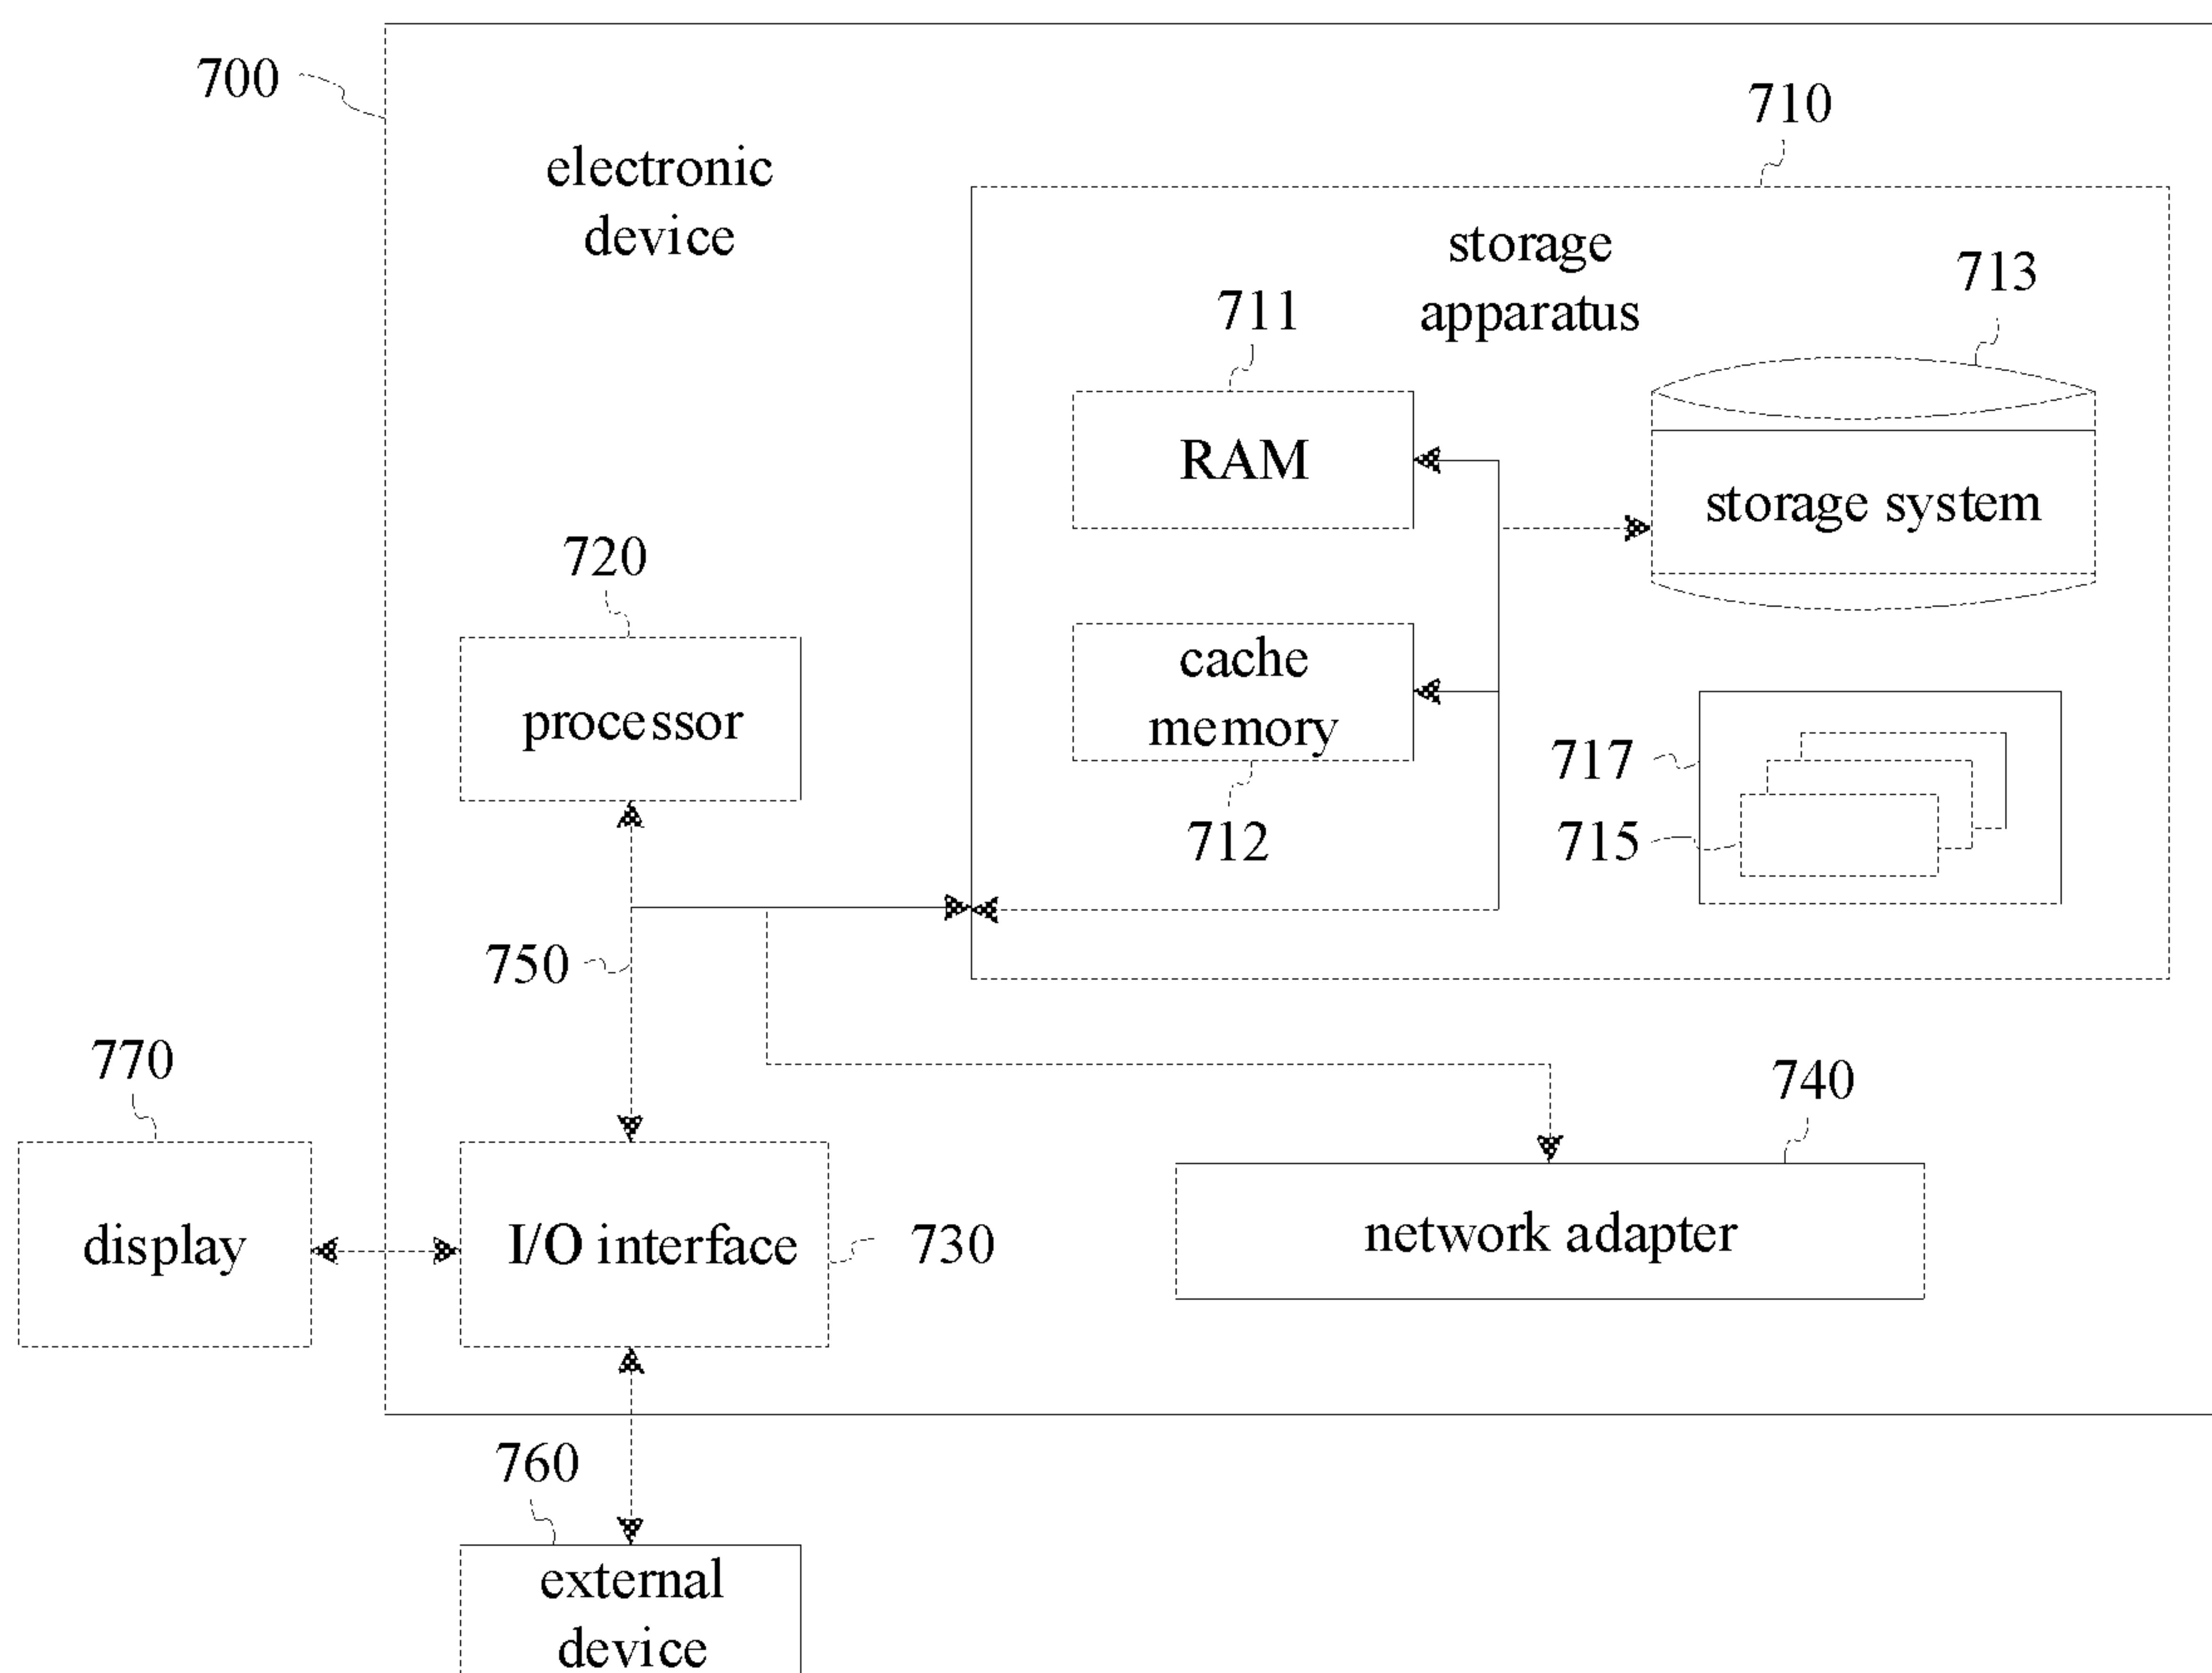 700
710
electronic
device
storage
apparatus
713
711
RAM
storage system
720
cache
memory
processor
717
712
715
750
770
740
display
I/O interface
730
network adapter
760
external
device